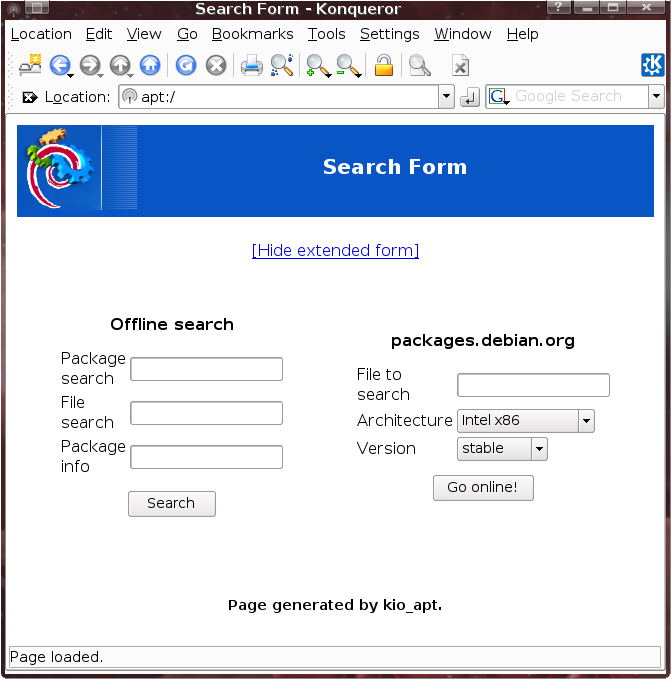 Search Form - Konqueror
Location Edit View Go Bookmarks Tools Settings Window Help
Location: apt:/ Google Search
Search Form
[Hide extended form]
Offline search
Package
search
File
search
Package
info
Search
packages.debian.org
File to
search
Architecture Intel x86
Version stable
Go online!
Page generated by kio_apt.
Page loaded.